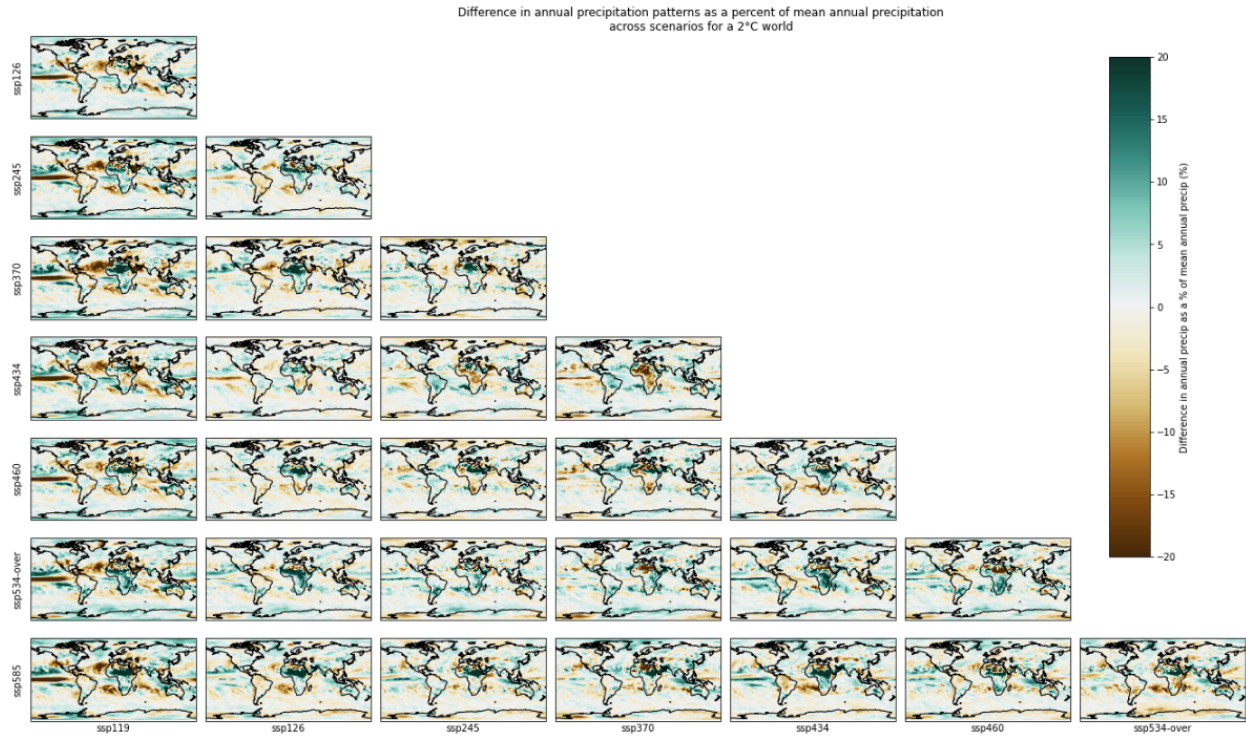 Difference in annual precipitation patterns as a percent of mean annual precipitation
across scenarios for a 2°C world
ssp126
ssp245
ssp370
ssp434
ssp460
ssp534-over
ssp585
ssp119
ssp126
ssp245
ssp370
ssp434
ssp460
ssp534-over
20
15
10
5
0
−5
−10
−15
−20
Difference in annual precip as a % of mean annual precip (%)